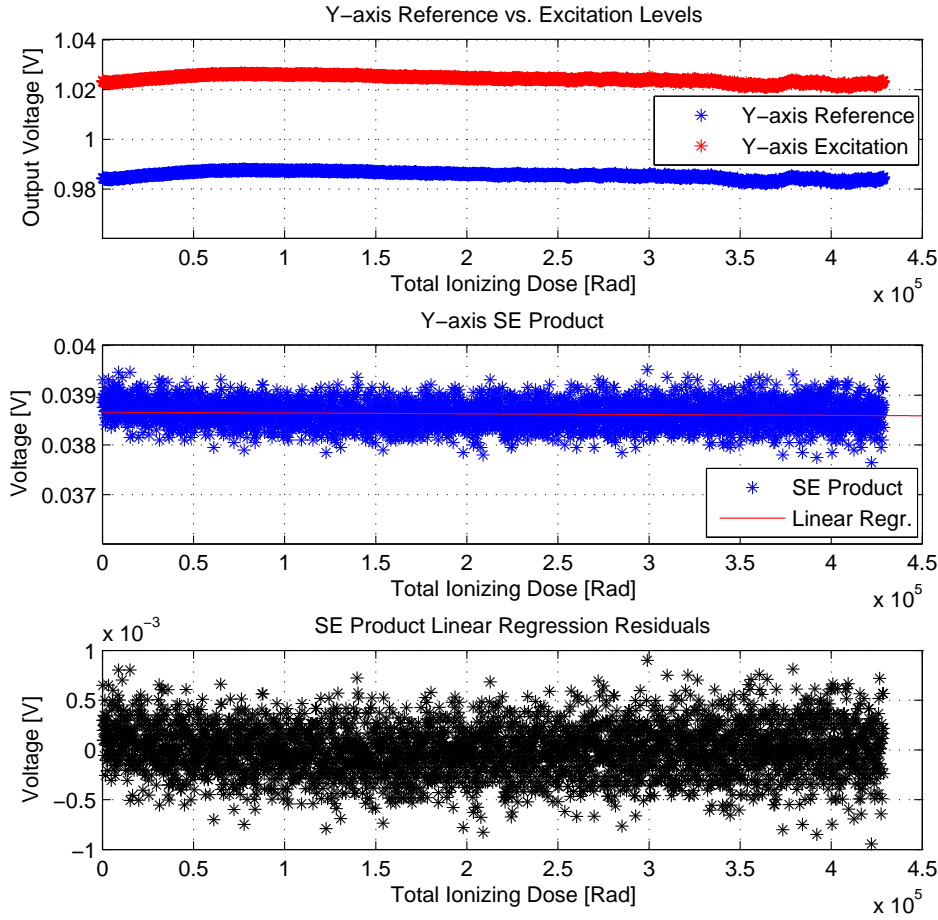 Y−axis Reference vs. Excitation Levels
1.04
1.02
1
0.98
0.96
Output Voltage [V]
Y−axis Reference
Y−axis Excitation
0 0.5 1 1.5 2 2.5 3 3.5 4 4.5
Total Ionizing Dose [Rad]
x 10^5
Y−axis SE Product
0.04
0.039
0.038
0.037
0.036
Voltage [V]
SE Product
Linear Regr.
0 0.5 1 1.5 2 2.5 3 3.5 4 4.5
Total Ionizing Dose [Rad]
x 10^5
x 10^−3
SE Product Linear Regression Residuals
1
0.5
0
−0.5
−1
Voltage [V]
0 0.5 1 1.5 2 2.5 3 3.5 4 4.5
Total Ionizing Dose [Rad]
x 10^5